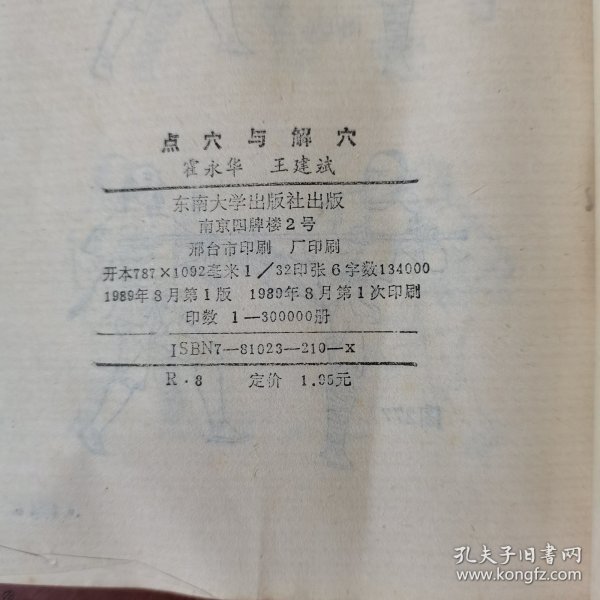 点穴与解穴
霍永华 王建斌
东南大学出版社出版
南京四牌楼2号
邢台市印刷 厂印刷
开本787×1092毫米1/32印张6字数134000
1989年8月第1版 1989年8月第1次印刷
印数 1—300000册
ISBN7—81023—210—x
R·8 定价 1.95元
孔夫子旧书网
www.kongfz.com